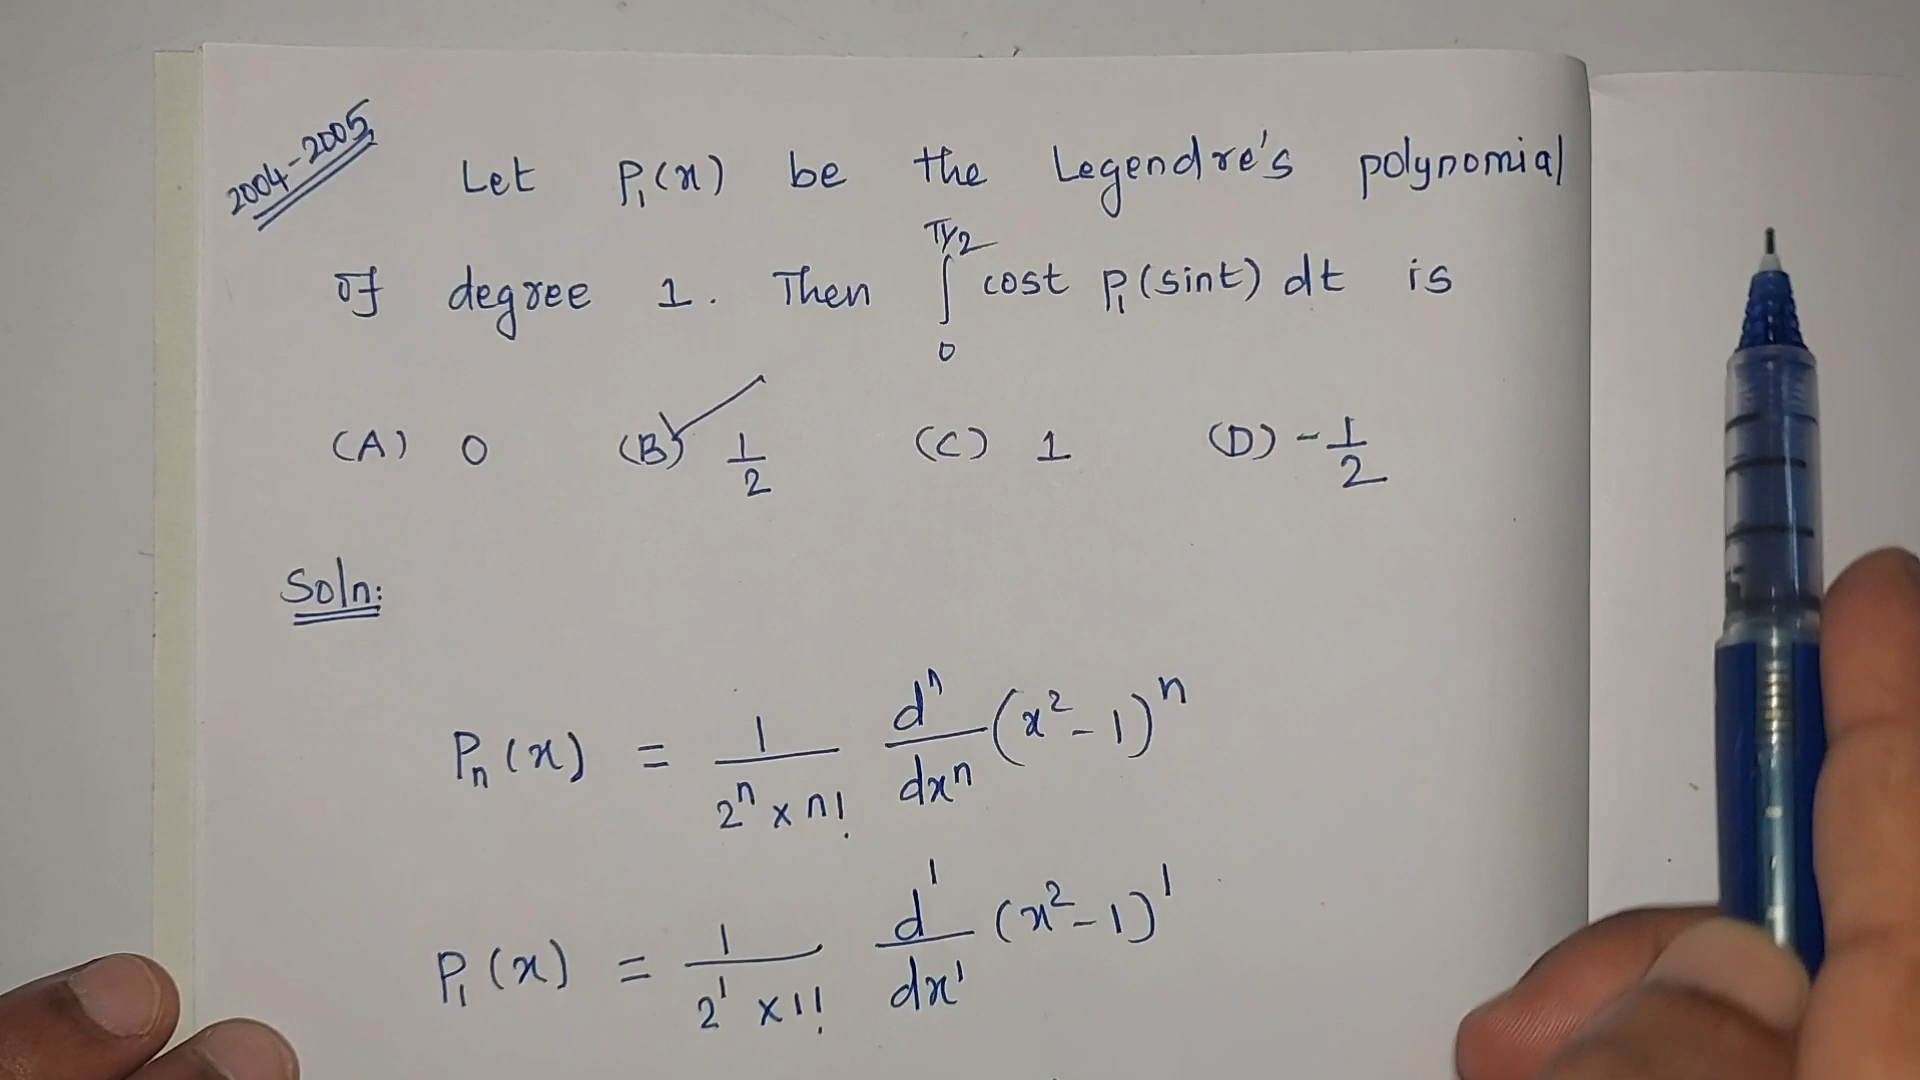 2004-2005
Let P₁(x) be the Legendre's polynomial
of degree 1. Then ∫₀^{π/2} cost P₁(sint) dt is
(A) 0 (B) ✓ 1/2 (C) 1 (D) -1/2
Soln:
Pₙ(x) = 1/(2ⁿ × n!) dⁿ/dxⁿ (x²-1)ⁿ
P₁(x) = 1/(2¹ × 1!) d¹/dx¹ (x²-1)¹